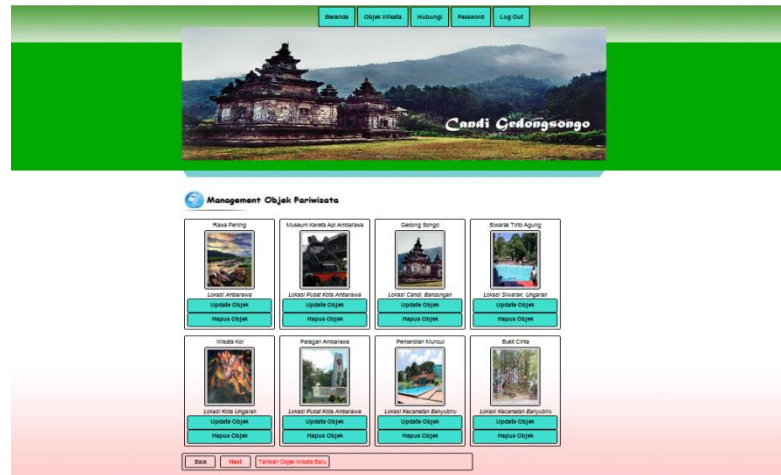 Beranda Objek Wisata Hubungi Password Log Out
Candi Gedongsongo
Management Objek Pariwisata
Rawa Pening Museum Kereta Api Ambarawa Gedong Songo Siwarak Tirto Agung
Lokasi Ambarawa Lokasi Pusat Kota Ambarawa Lokasi Candi, Bandungan Lokasi Siwarak, Ungaran
Update Objek Update Objek Update Objek Update Objek
Hapus Objek Hapus Objek Hapus Objek Hapus Objek
Wisata Koi Palagan Ambarawa Pemandian Muncul Bukit Cinta
Lokasi Kota Ungaran Lokasi Pusat Kota Ambarawa Lokasi Kecamatan Banyubiru Lokasi Kecamatan Banyubiru
Update Objek Update Objek Update Objek Update Objek
Hapus Objek Hapus Objek Hapus Objek Hapus Objek
Back Next Tambah Objek Wisata Baru